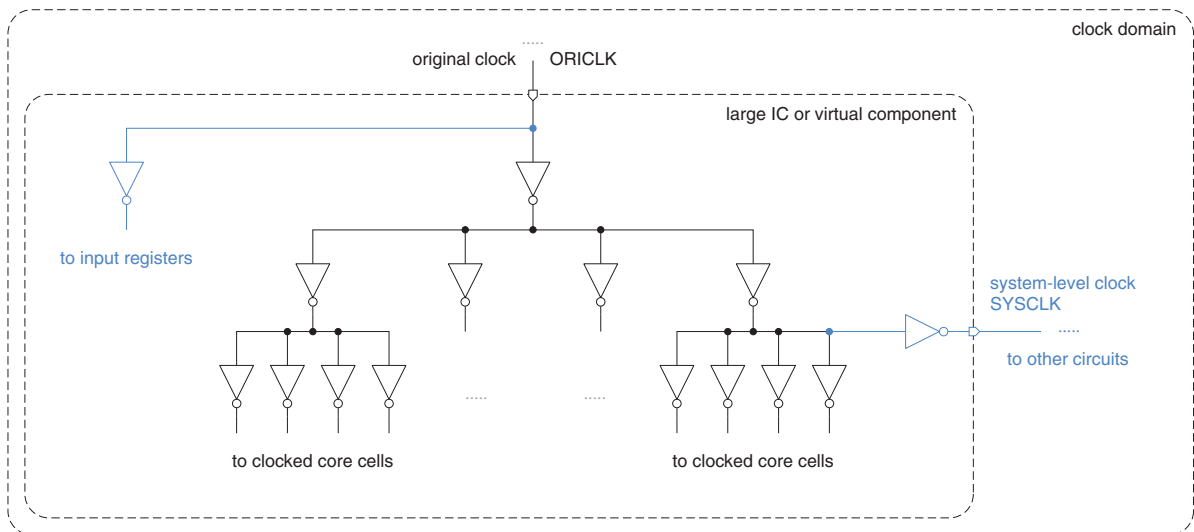 clock domain
original clock ORICLK
large IC or virtual component
to input registers
system-level clock
SYSCLK
to other circuits
to clocked core cells
to clocked core cells